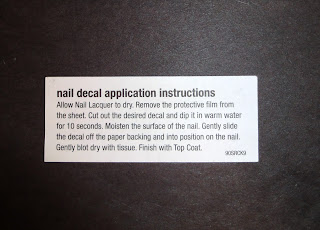 nail decal application instructions
Allow Nail Lacquer to dry. Remove the protective film from
the sheet. Cut out the desired decal and dip it in warm water
for 10 seconds. Moisten the surface of the nail. Gently slide
the decal off the paper backing and into position on the nail.
Gently blot dry with tissue. Finish with Top Coat.